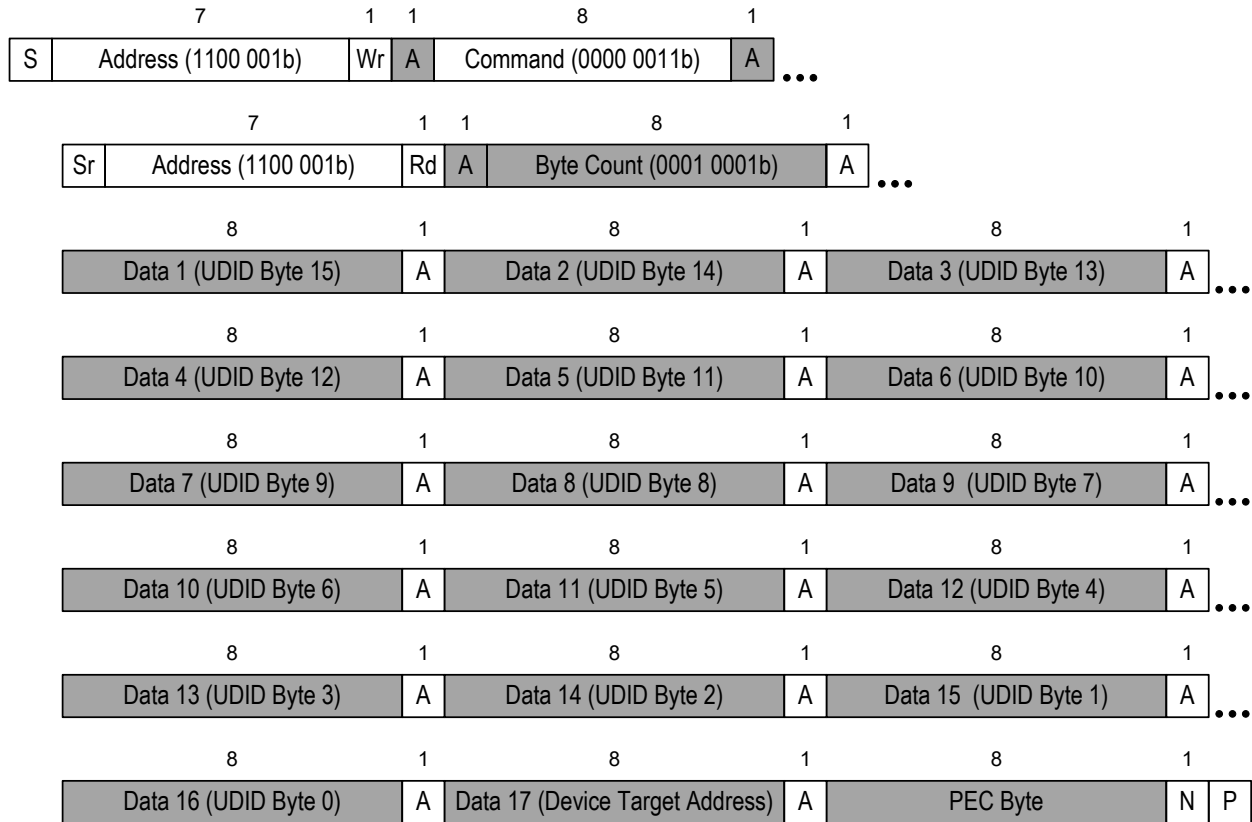 7 1 1 8 1
S Address (1100 001b) Wr A Command (0000 0011b) A •••
7 1 1 8 1
Sr Address (1100 001b) Rd A Byte Count (0001 0001b) A •••
8 1 8 1 8 1
Data 1 (UDID Byte 15) A Data 2 (UDID Byte 14) A Data 3 (UDID Byte 13) A •••
8 1 8 1 8 1
Data 4 (UDID Byte 12) A Data 5 (UDID Byte 11) A Data 6 (UDID Byte 10) A •••
8 1 8 1 8 1
Data 7 (UDID Byte 9) A Data 8 (UDID Byte 8) A Data 9 (UDID Byte 7) A •••
8 1 8 1 8 1
Data 10 (UDID Byte 6) A Data 11 (UDID Byte 5) A Data 12 (UDID Byte 4) A •••
8 1 8 1 8 1
Data 13 (UDID Byte 3) A Data 14 (UDID Byte 2) A Data 15 (UDID Byte 1) A •••
8 1 8 1 8 1
Data 16 (UDID Byte 0) A Data 17 (Device Target Address) A PEC Byte N P